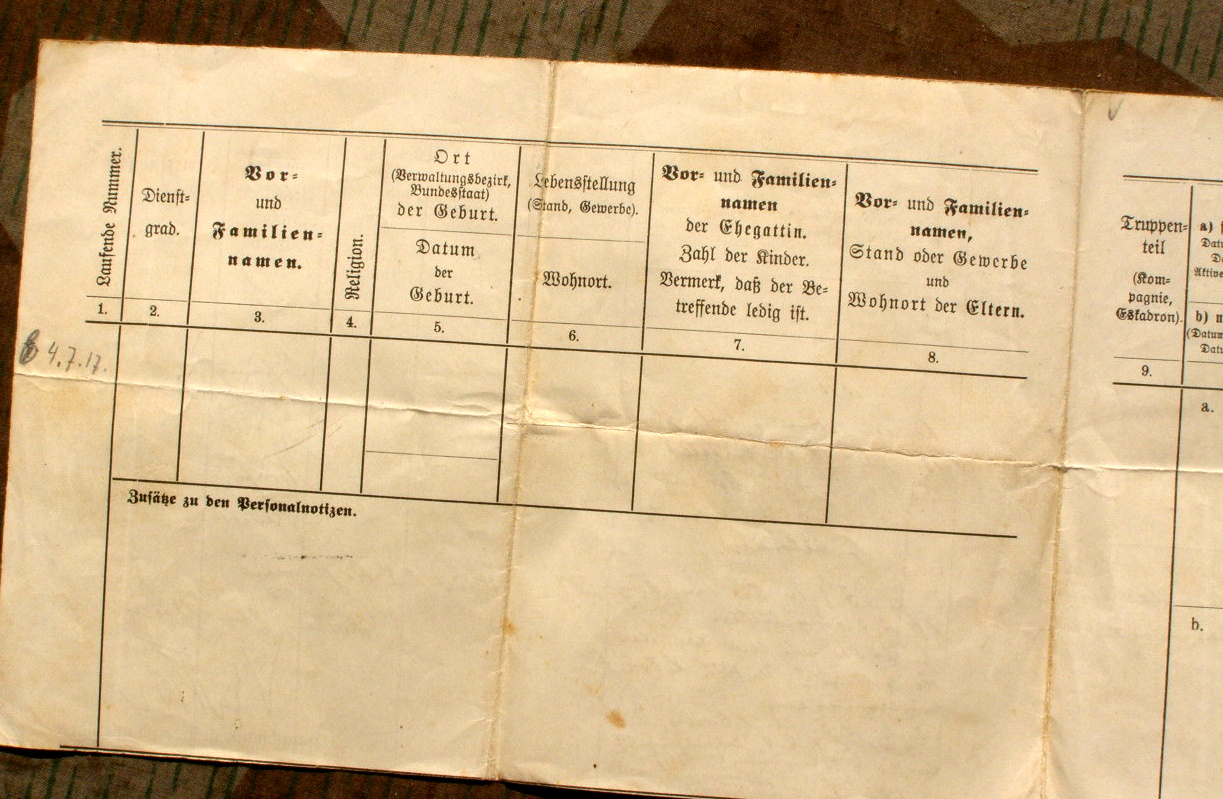 Laufende Nummer.
Dienst-
grad.
Vor-
und
Familien-
namen.
Religion.
Ort
(Verwaltungsbezirk,
Bundesstaat)
der Geburt.
Datum
der
Geburt.
Lebensstellung
(Stand, Gewerbe).
Wohnort.
Vor- und Familien-
namen
der Ehegattin.
Zahl der Kinder.
Vermerk, daß der Be-
treffende ledig ist.
Vor- und Familien-
namen,
Stand oder Gewerbe
und
Wohnort der Eltern.
Truppen-
teil
(Kom-
pagnie,
Eskadron).
a)
b)
(Datum
1. 2. 3. 4. 5. 6. 7. 8. 9.
4.7.17.
a.
Zusätze zu den Personalnotizen.
b.